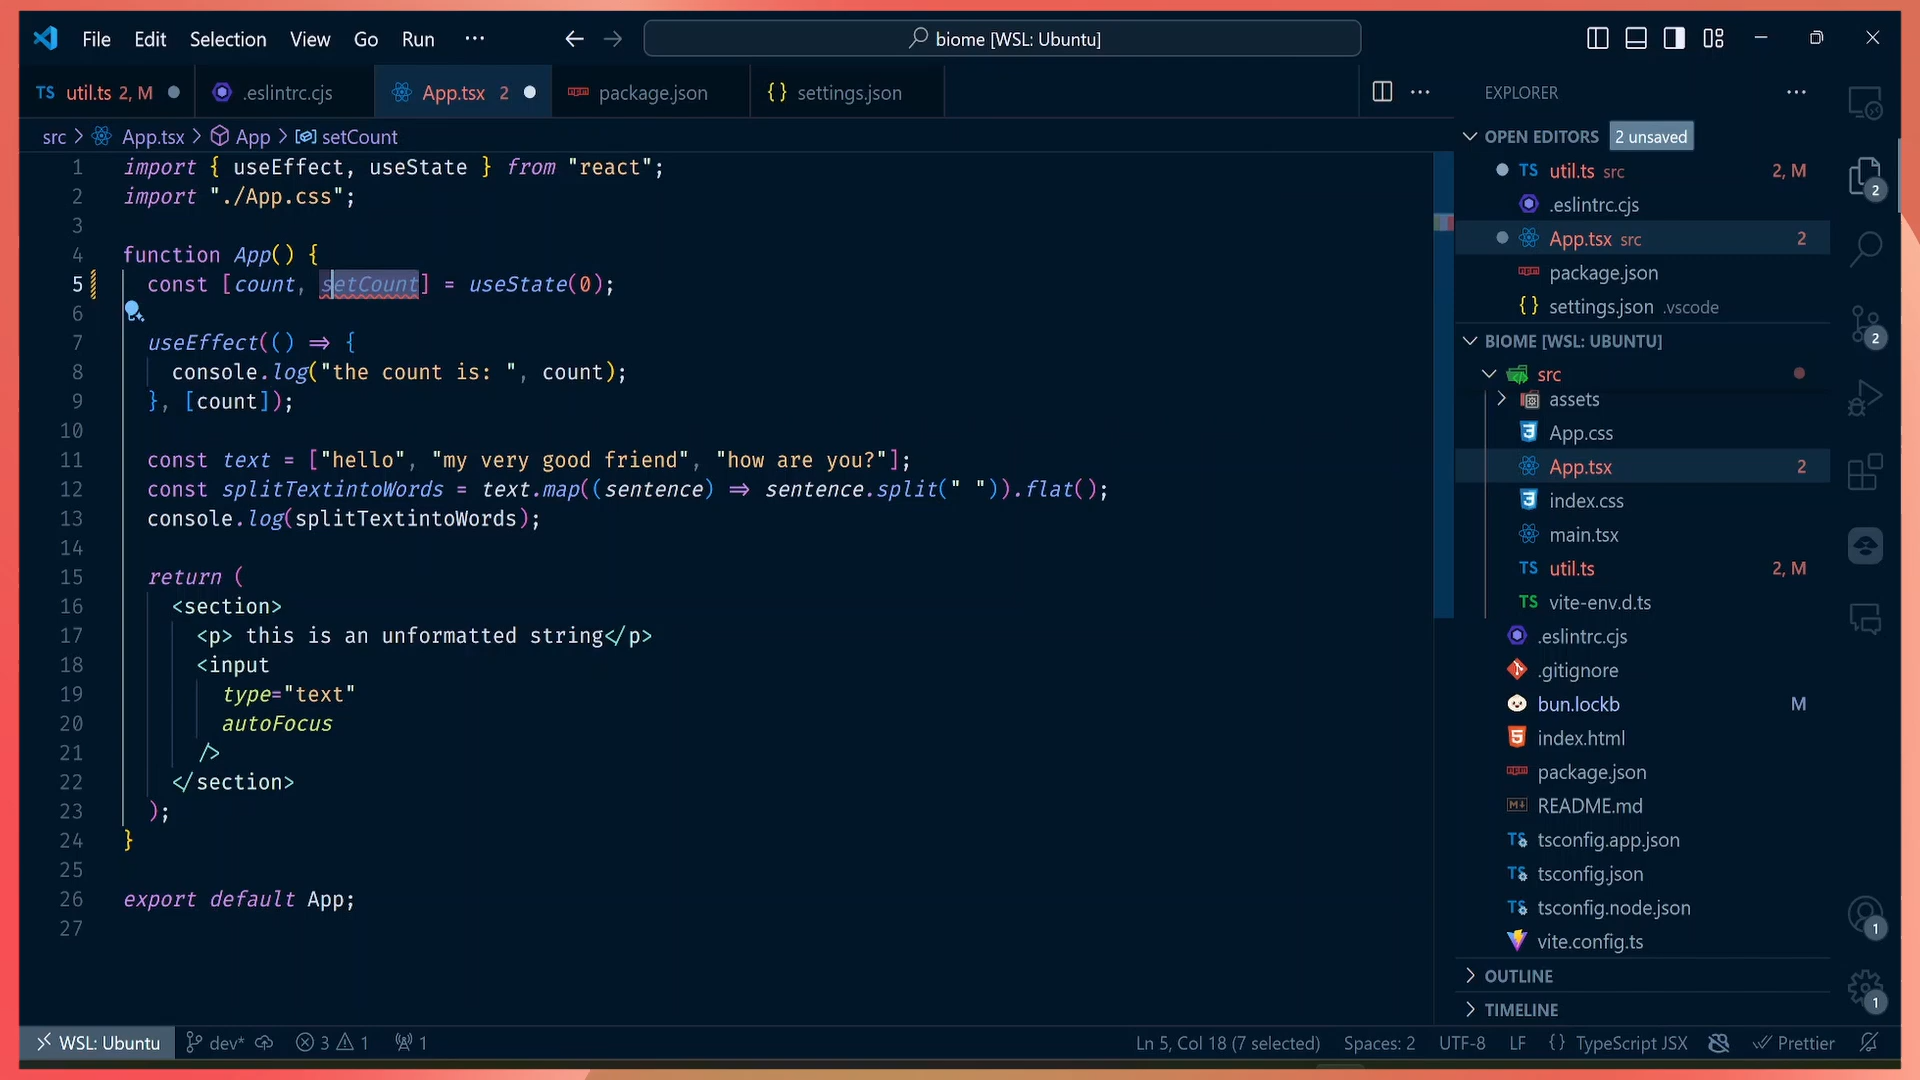 File Edit Selection View Go Run ···
biome [WSL: Ubuntu]
TS util.ts 2, M
.eslintrc.cjs
App.tsx 2
package.json
{} settings.json
src > App.tsx > App > setCount
1 import { useEffect, useState } from "react";
2 import "./App.css";
3
4 function App() {
5 const [count, setCount] = useState(0);
6
7 useEffect(() => {
8 console.log("the count is: ", count);
9 }, [count]);
10
11 const text = ["hello", "my very good friend", "how are you?"];
12 const splitTextintoWords = text.map((sentence) => sentence.split(" ")).flat();
13 console.log(splitTextintoWords);
14
15 return (
16 <section>
17 <p> this is an unformatted string</p>
18 <input
19 type="text"
20 autoFocus
21 />
22 </section>
23 );
24 }
25
26 export default App;
27
EXPLORER ···
OPEN EDITORS 2 unsaved
TS util.ts src 2, M
.eslintrc.cjs
App.tsx src 2
package.json
{} settings.json .vscode
BIOME [WSL: UBUNTU]
src
assets
App.css
App.tsx 2
index.css
main.tsx
TS util.ts 2, M
TS vite-env.d.ts
.eslintrc.cjs
.gitignore
bun.lockb M
index.html
package.json
README.md
TS tsconfig.app.json
TS tsconfig.json
TS tsconfig.node.json
vite.config.ts
OUTLINE
TIMELINE
2
2
1
1
WSL: Ubuntu dev* 3 1 1
Ln 5, Col 18 (7 selected) Spaces: 2 UTF-8 LF {} TypeScript JSX Prettier